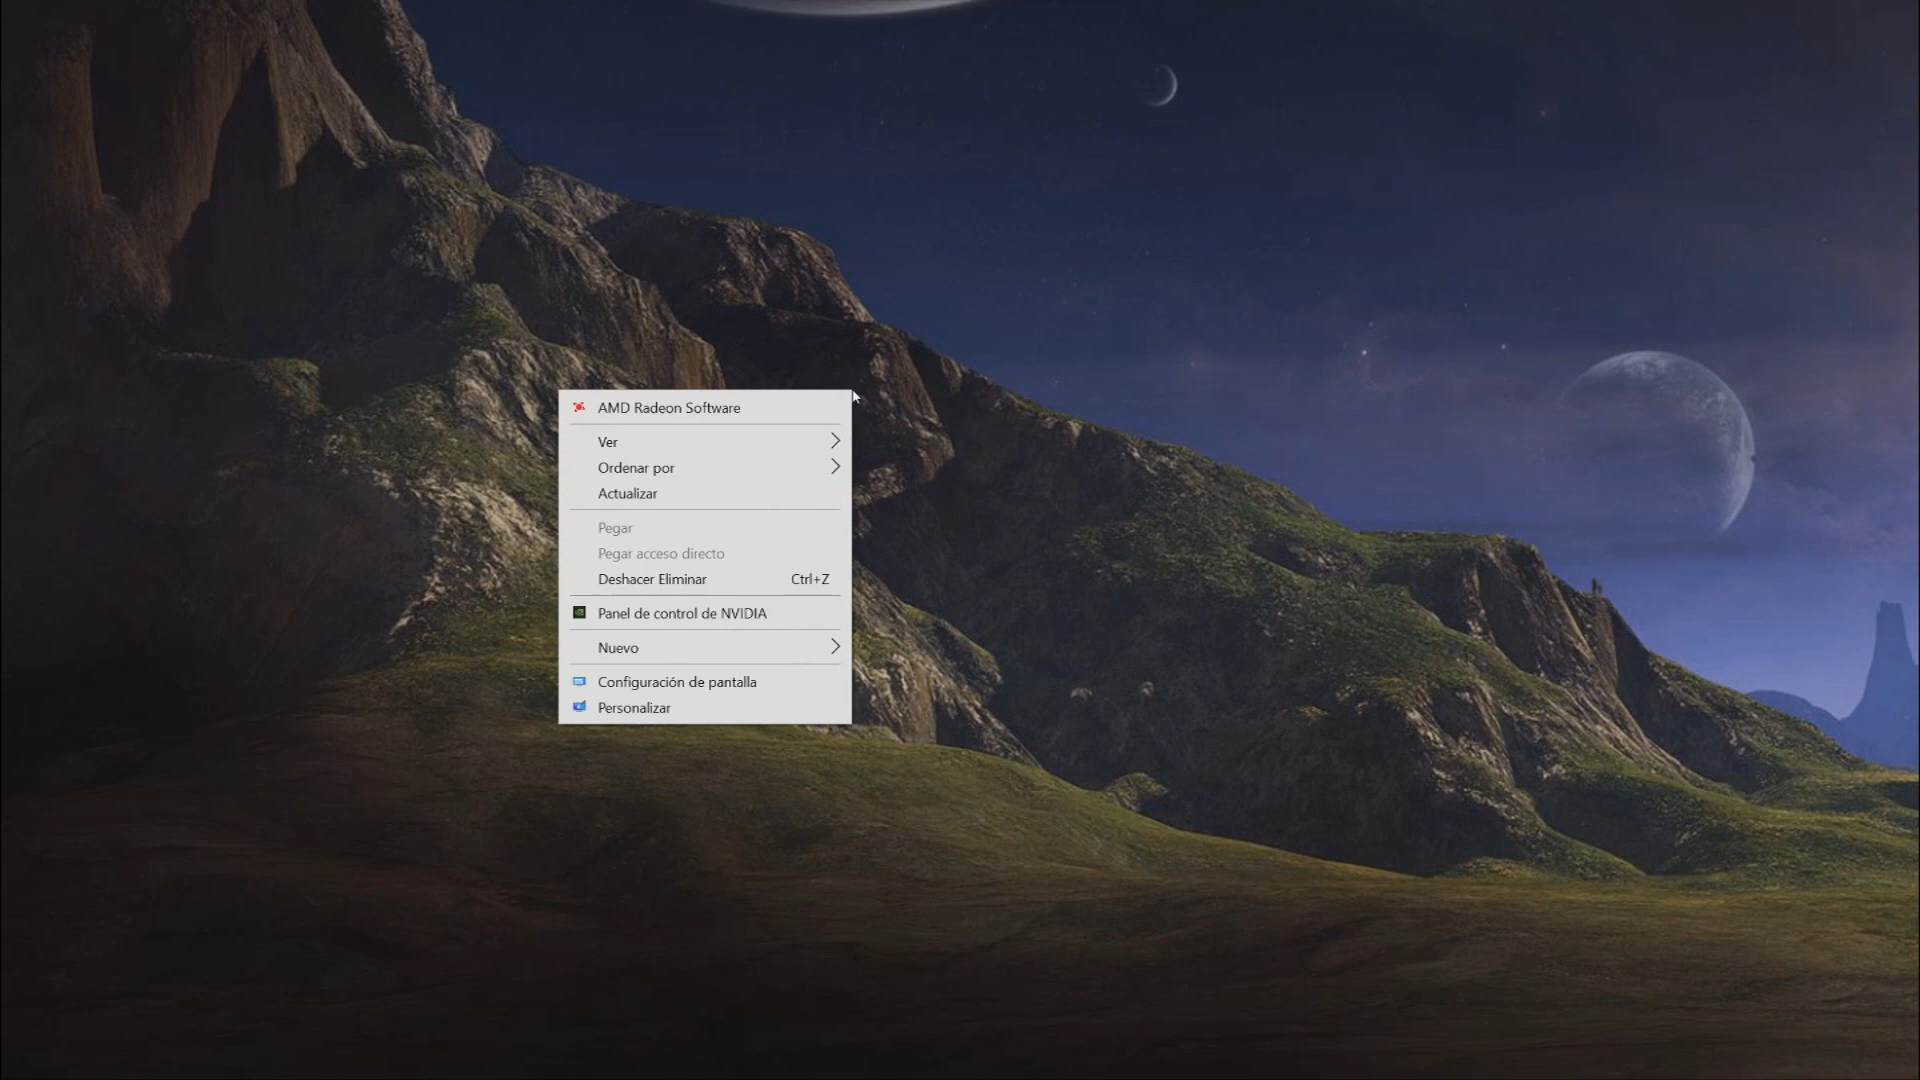 AMD Radeon Software
Ver
Ordenar por
Actualizar
Pegar
Pegar acceso directo
Deshacer Eliminar Ctrl+Z
Panel de control de NVIDIA
Nuevo
Configuración de pantalla
Personalizar